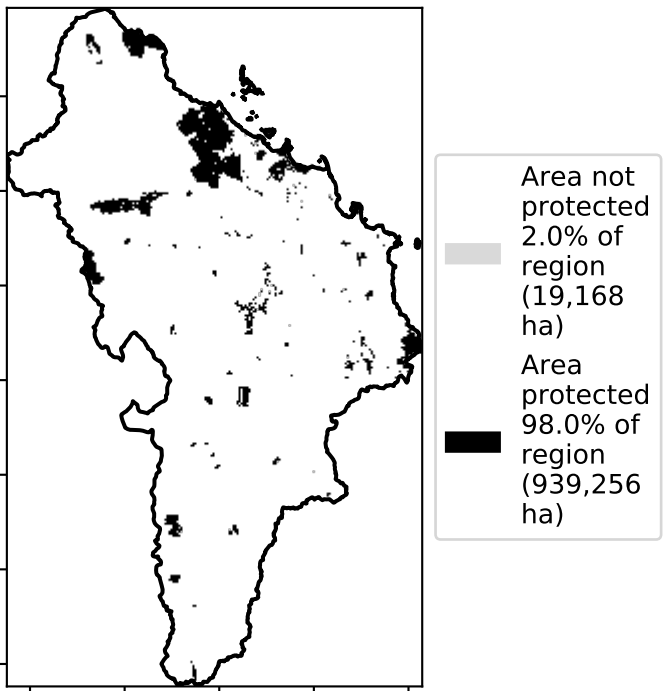 Area not
protected
2.0% of
region
(19,168
ha)
Area
protected
98.0% of
region
(939,256
ha)